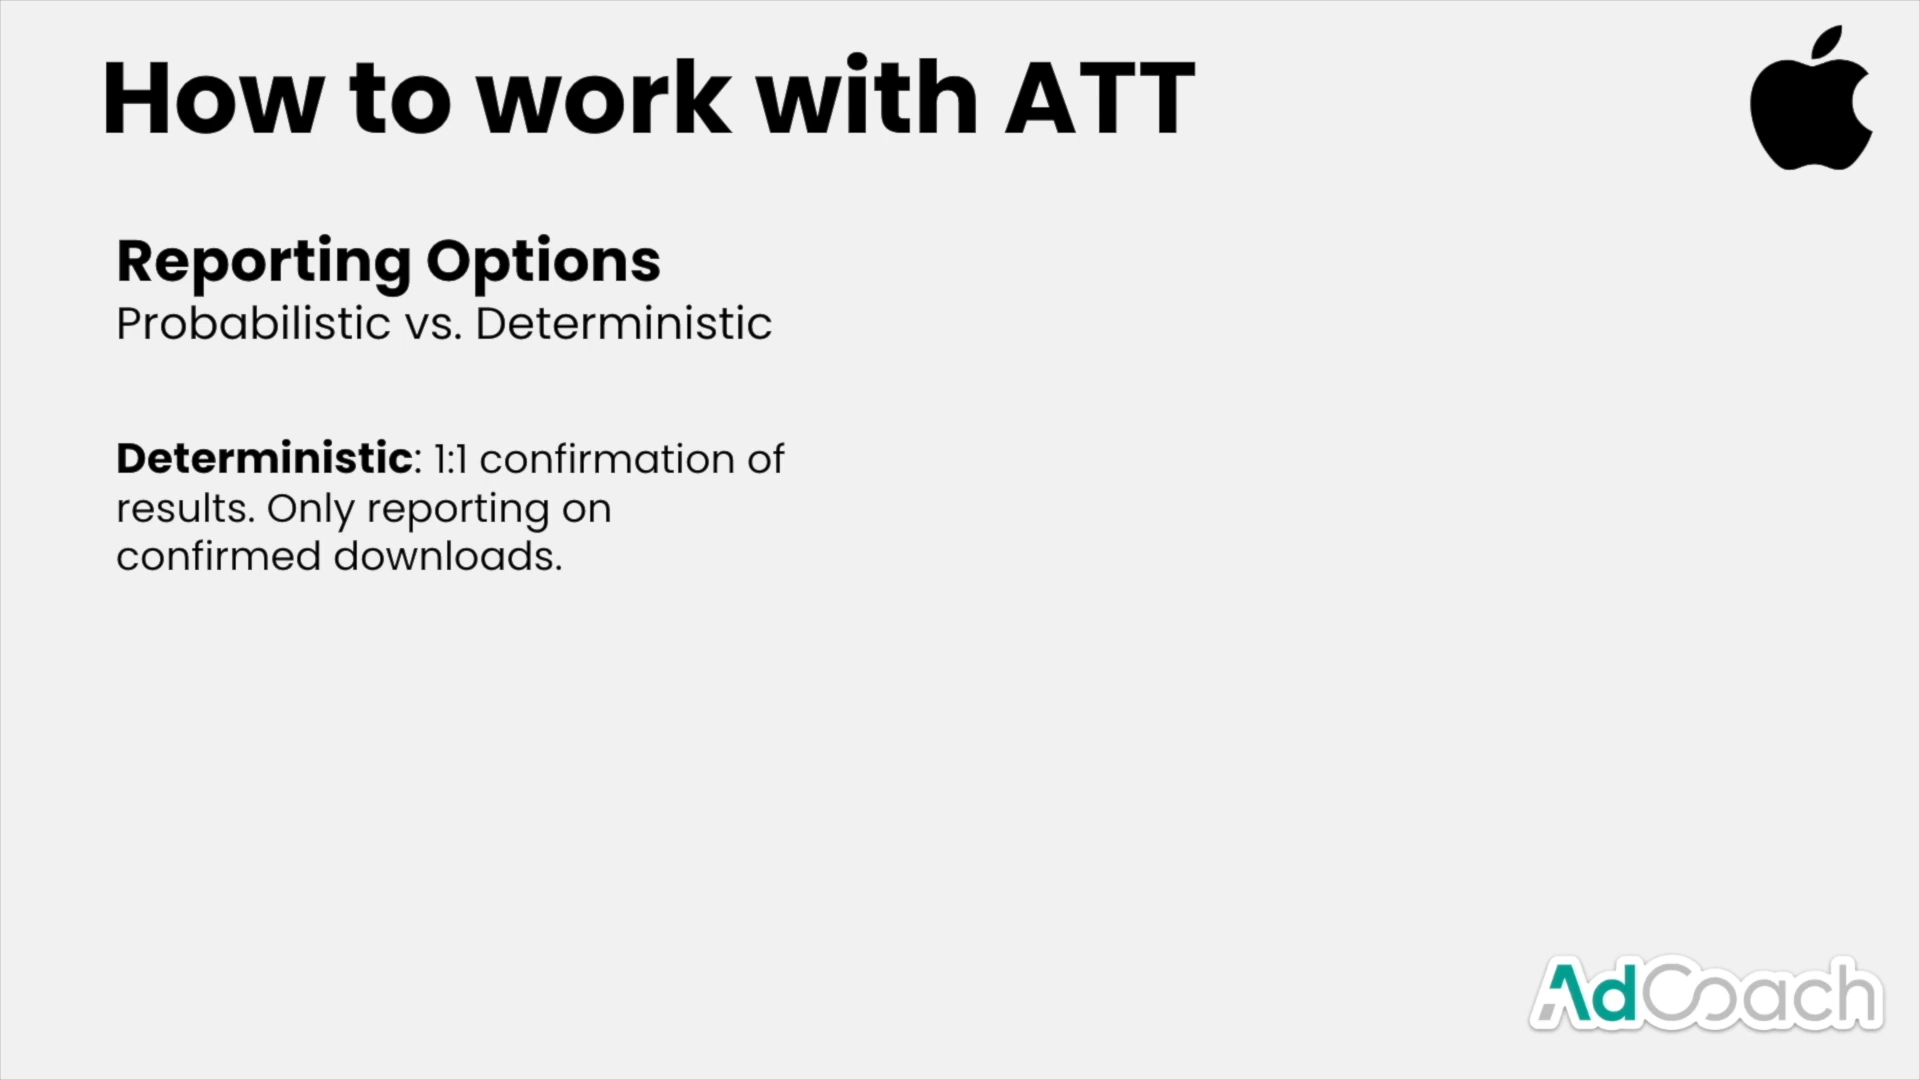 How to work with ATT
Reporting Options
Probabilistic vs. Deterministic
Deterministic: 1:1 confirmation of
results. Only reporting on
confirmed downloads.
AdCoach